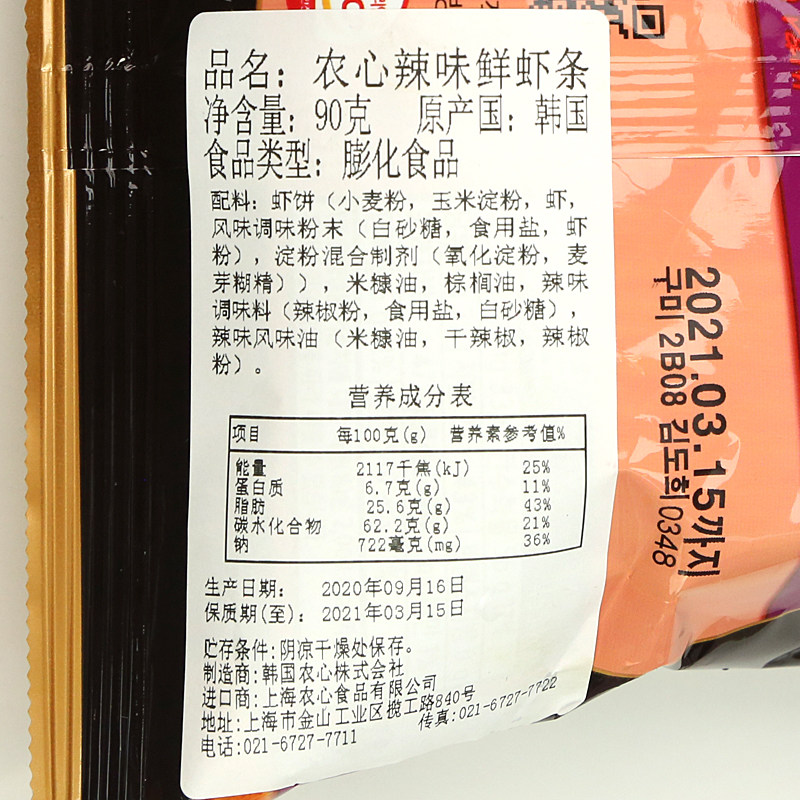 品名：农心辣味鲜虾条
净含量：90克 原产国：韩国
食品类型：膨化食品
配料：虾饼（小麦粉，玉米淀粉，虾，
风味调味粉末（白砂糖，食用盐，虾
粉），淀粉混合制剂（氧化淀粉，麦
芽糊精）），米糠油，棕榈油，辣味
调味料（辣椒粉，食用盐，白砂糖），
辣味风味油（米糠油，干辣椒，辣椒
粉）。
营养成分表
项目 每100克(g) 营养素参考值%
能量 2117千焦(kJ) 25%
蛋白质 6.7克(g) 11%
脂肪 25.6克(g) 43%
碳水化合物 62.2克(g) 21%
钠 722毫克(mg) 36%
生产日期： 2020年09月16日
保质期(至)： 2021年03月15日
贮存条件:阴凉干燥处保存。
制造商:韩国农心株式会社
进口商:上海农心食品有限公司
地址:上海市金山工业区揽工路840号
电话:021-6727-7711 传真:021-6727-7722
2021.03.15까지
구미 2B08 김도희 0348